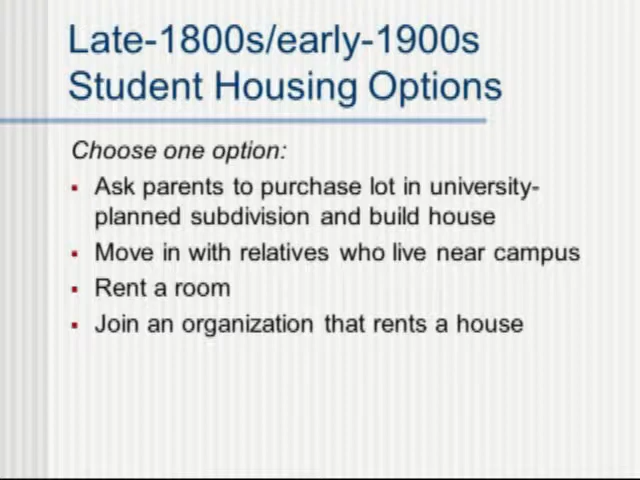 Late-1800s/early-1900s
Student Housing Options
Choose one option:
▪ Ask parents to purchase lot in university-
planned subdivision and build house
▪ Move in with relatives who live near campus
▪ Rent a room
▪ Join an organization that rents a house